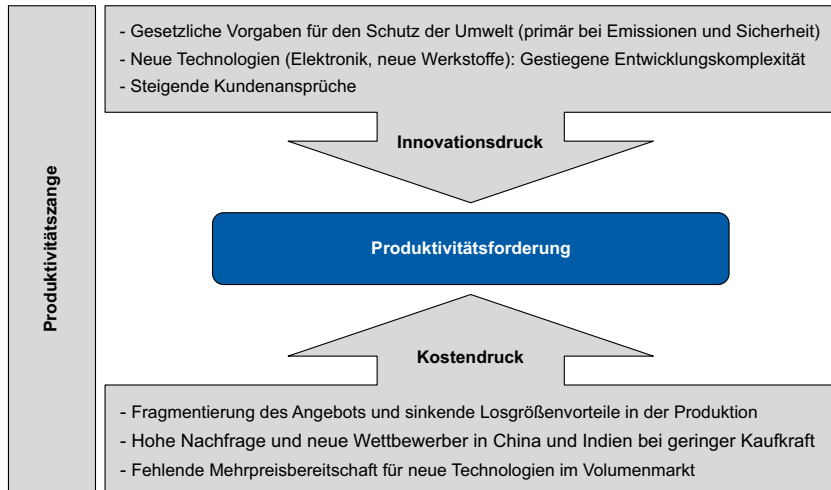 Produktivitätszange
- Gesetzliche Vorgaben für den Schutz der Umwelt (primär bei Emissionen und Sicherheit)
- Neue Technologien (Elektronik, neue Werkstoffe): Gestiegene Entwicklungskomplexität
- Steigende Kundenansprüche
Innovationsdruck
Produktivitätsforderung
Kostendruck
- Fragmentierung des Angebots und sinkende Losgrößenvorteile in der Produktion
- Hohe Nachfrage und neue Wettbewerber in China und Indien bei geringer Kaufkraft
- Fehlende Mehrpreisbereitschaft für neue Technologien im Volumenmarkt